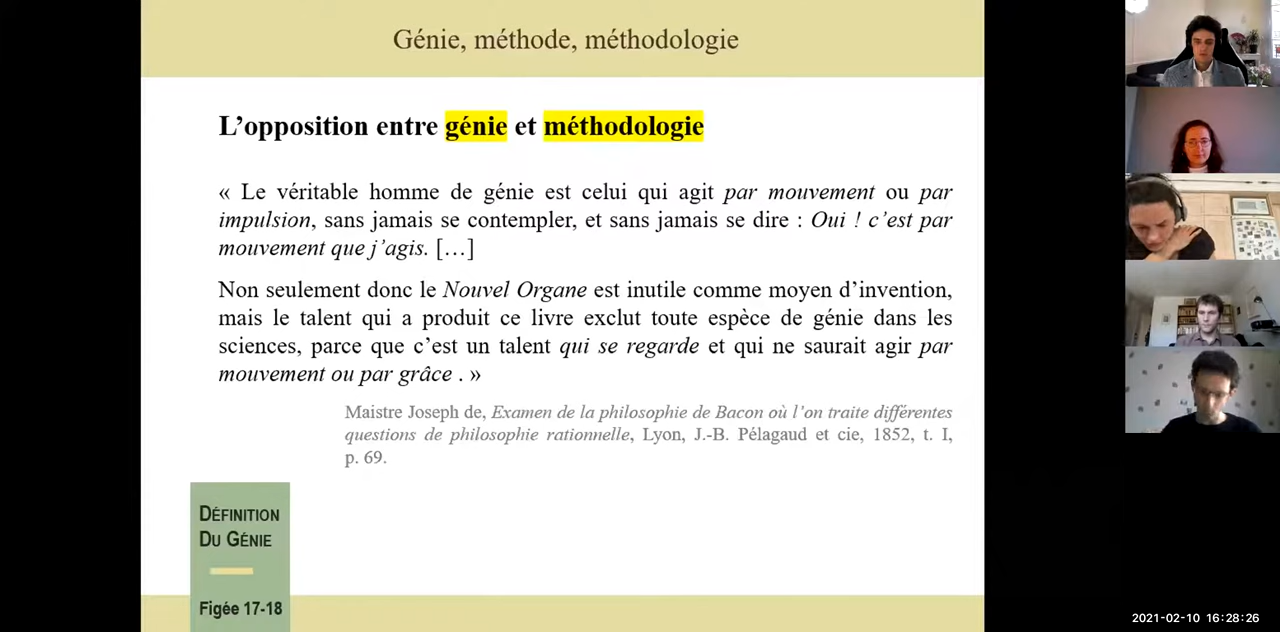 Génie, méthode, méthodologie
L’opposition entre génie et méthodologie
« Le véritable homme de génie est celui qui agit par mouvement ou par
impulsion, sans jamais se contempler, et sans jamais se dire : Oui ! c’est par
mouvement que j’agis. […]
Non seulement donc le Nouvel Organe est inutile comme moyen d’invention,
mais le talent qui a produit ce livre exclut toute espèce de génie dans les
sciences, parce que c’est un talent qui se regarde et qui ne saurait agir par
mouvement ou par grâce . »
Maistre Joseph de, Examen de la philosophie de Bacon où l’on traite différentes
questions de philosophie rationnelle, Lyon, J.-B. Pélagaud et cie, 1852, t. I,
p. 69.
DÉFINITION
DU GÉNIE
Figée 17-18
2021-02-10 16:28:26